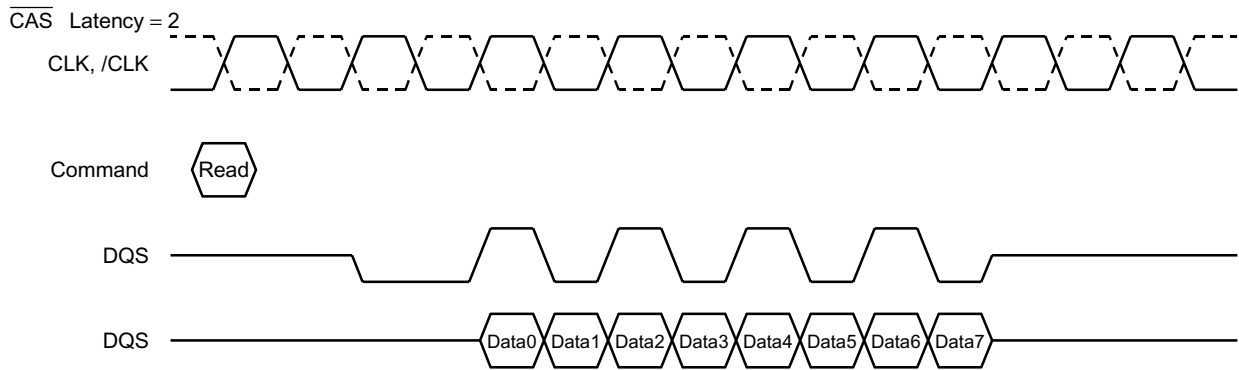 CAS Latency = 2
CLK, /CLK
Command Read
DQS
DQS Data0 Data1 Data2 Data3 Data4 Data5 Data6 Data7